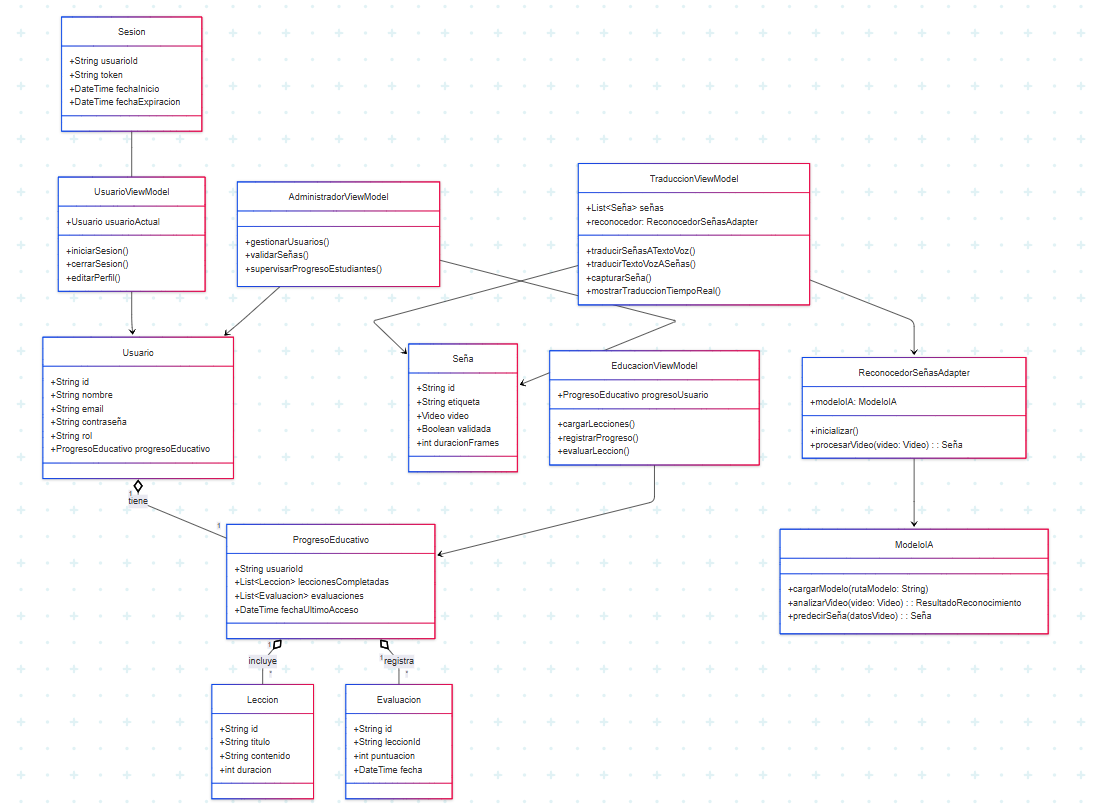 Sesion
+String usuarioId
+String token
+DateTime fechaInicio
+DateTime fechaExpiracion
UsuarioViewModel
+Usuario usuarioActual
+iniciarSesion()
+cerrarSesion()
+editarPerfil()
AdministradorViewModel
+gestionarUsuarios()
+validarSeñas()
+supervisarProgresoEstudiantes()
TraduccionViewModel
+List<Seña> señas
+reconocedor: ReconocedorSeñasAdapter
+traducirSeñasATextoVoz()
+traducirTextoVozASeñas()
+capturarSeña()
+mostrarTraduccionTiempoReal()
Usuario
+String id
+String nombre
+String email
+String contraseña
+String rol
+ProgresoEducativo progresoEducativo
Seña
+String id
+String etiqueta
+Video video
+Boolean validada
+int duracionFrames
EducacionViewModel
+ProgresoEducativo progresoUsuario
+cargarLecciones()
+registrarProgreso()
+evaluarLeccion()
ReconocedorSeñasAdapter
+modeloIA: ModeloIA
+inicializar()
+procesarVideo(video: Video) : : Seña
1
tiene
1
ProgresoEducativo
+String usuarioId
+List<Leccion> leccionesCompletadas
+List<Evaluacion> evaluaciones
+DateTime fechaUltimoAcceso
ModeloIA
+cargarModelo(rutaModelo: String)
+analizarVideo(video: Video) : : ResultadoReconocimiento
+predecirSeña(datosVideo) : : Seña
1
incluye
*
1
registra
*
Leccion
+String id
+String titulo
+String contenido
+int duracion
Evaluacion
+String id
+String leccionId
+int puntuacion
+DateTime fecha